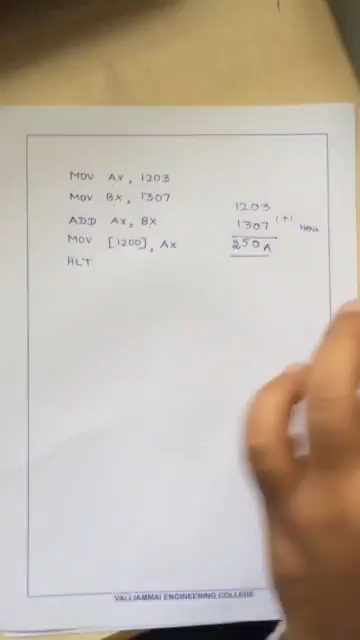 MOV AX, 1203
MOV BX, 1307
ADD AX, BX
MOV [1200], AX
HLT
1203
1307 (+) Hexa
250A
VALLIAMMAI ENGINEERING COLLEGE